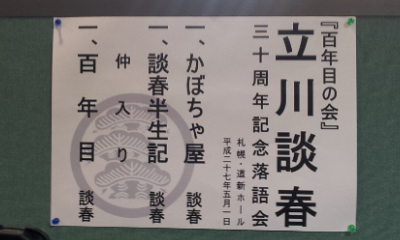 『百年目の会』
立川談春
三十周年記念落語会
札幌・道新ホール
平成二十七年五月一日
一、かぼちゃ屋 談春
一、談春半生記 談春
仲入り
一、百年目 談春